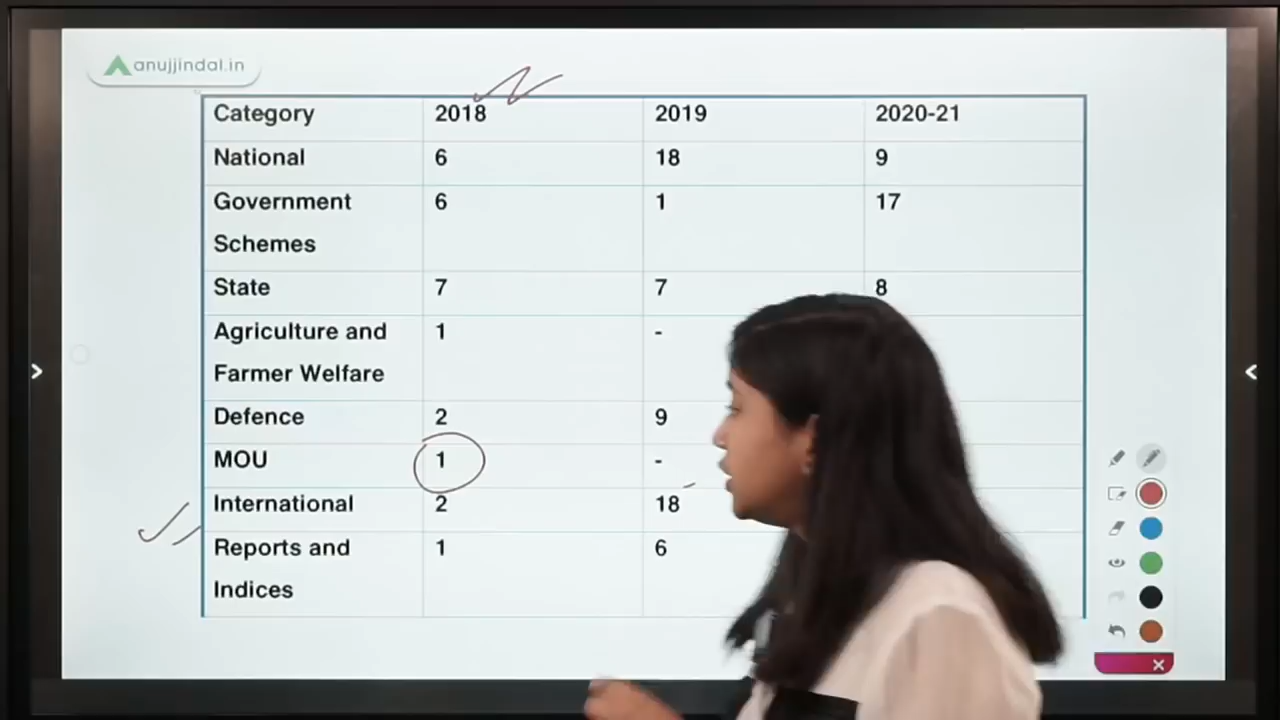 anujjindal.in
Category 2018 2019 2020-21
National 6 18 9
Government 6 1 17
Schemes
State 7 7 8
Agriculture and 1 -
Farmer Welfare
Defence 2 9
MOU 1 -
International 2 18
Reports and 1 6
Indices